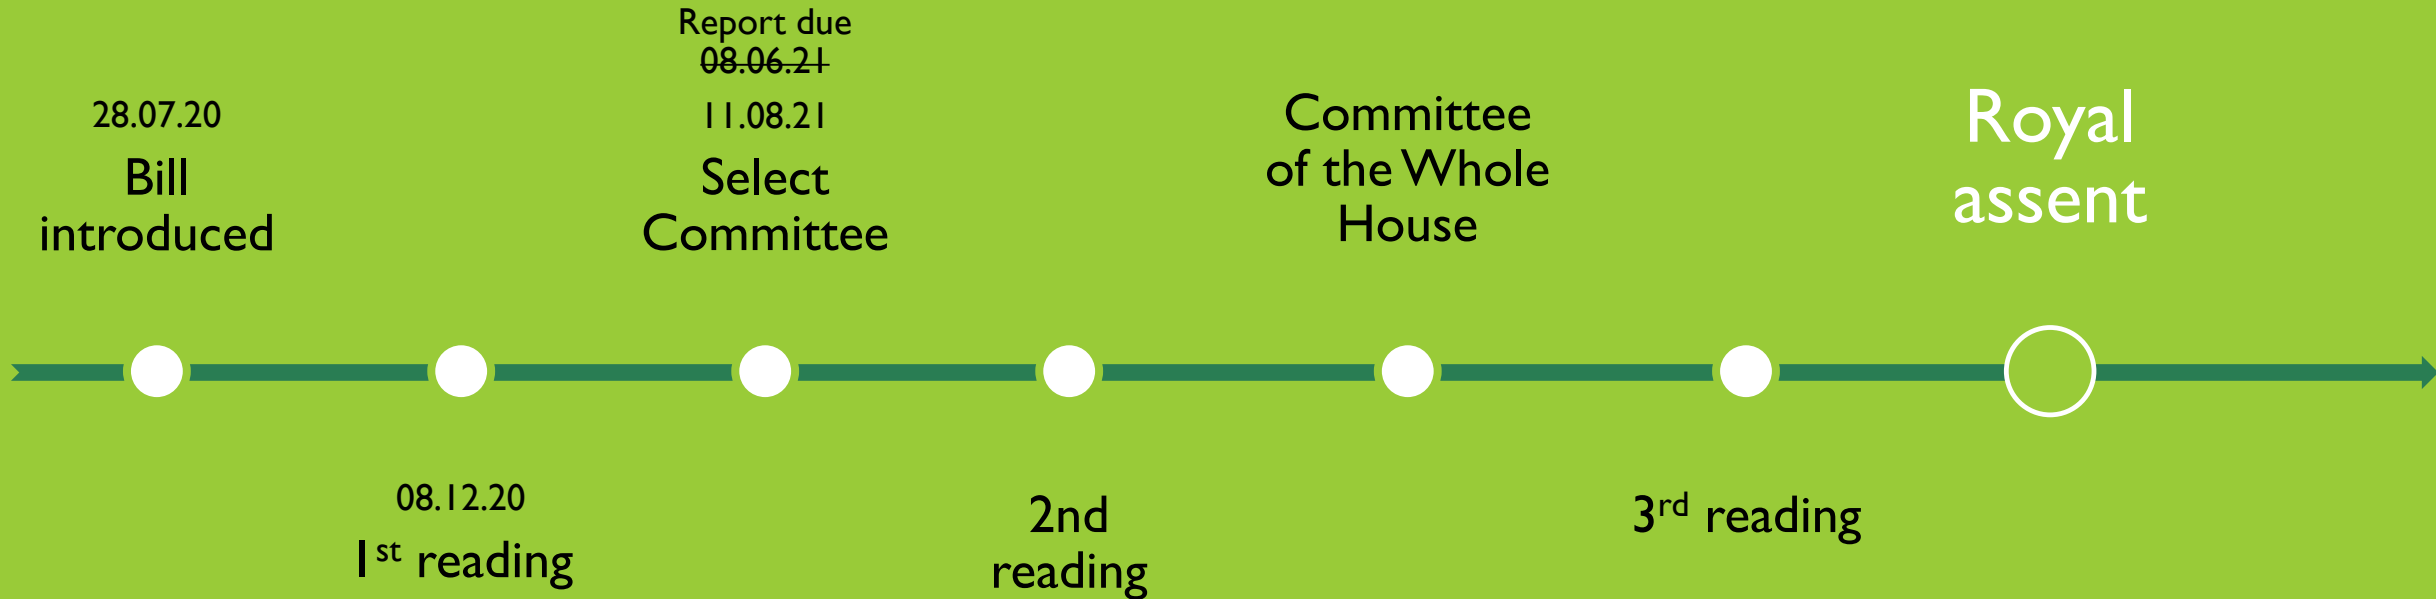 28.07.20
Bill
introduced
08.12.20
1st reading
Report due
08.06.21
11.08.21
Select
Committee
2nd
reading
Committee
of the Whole
House
3rd reading
Royal
assent